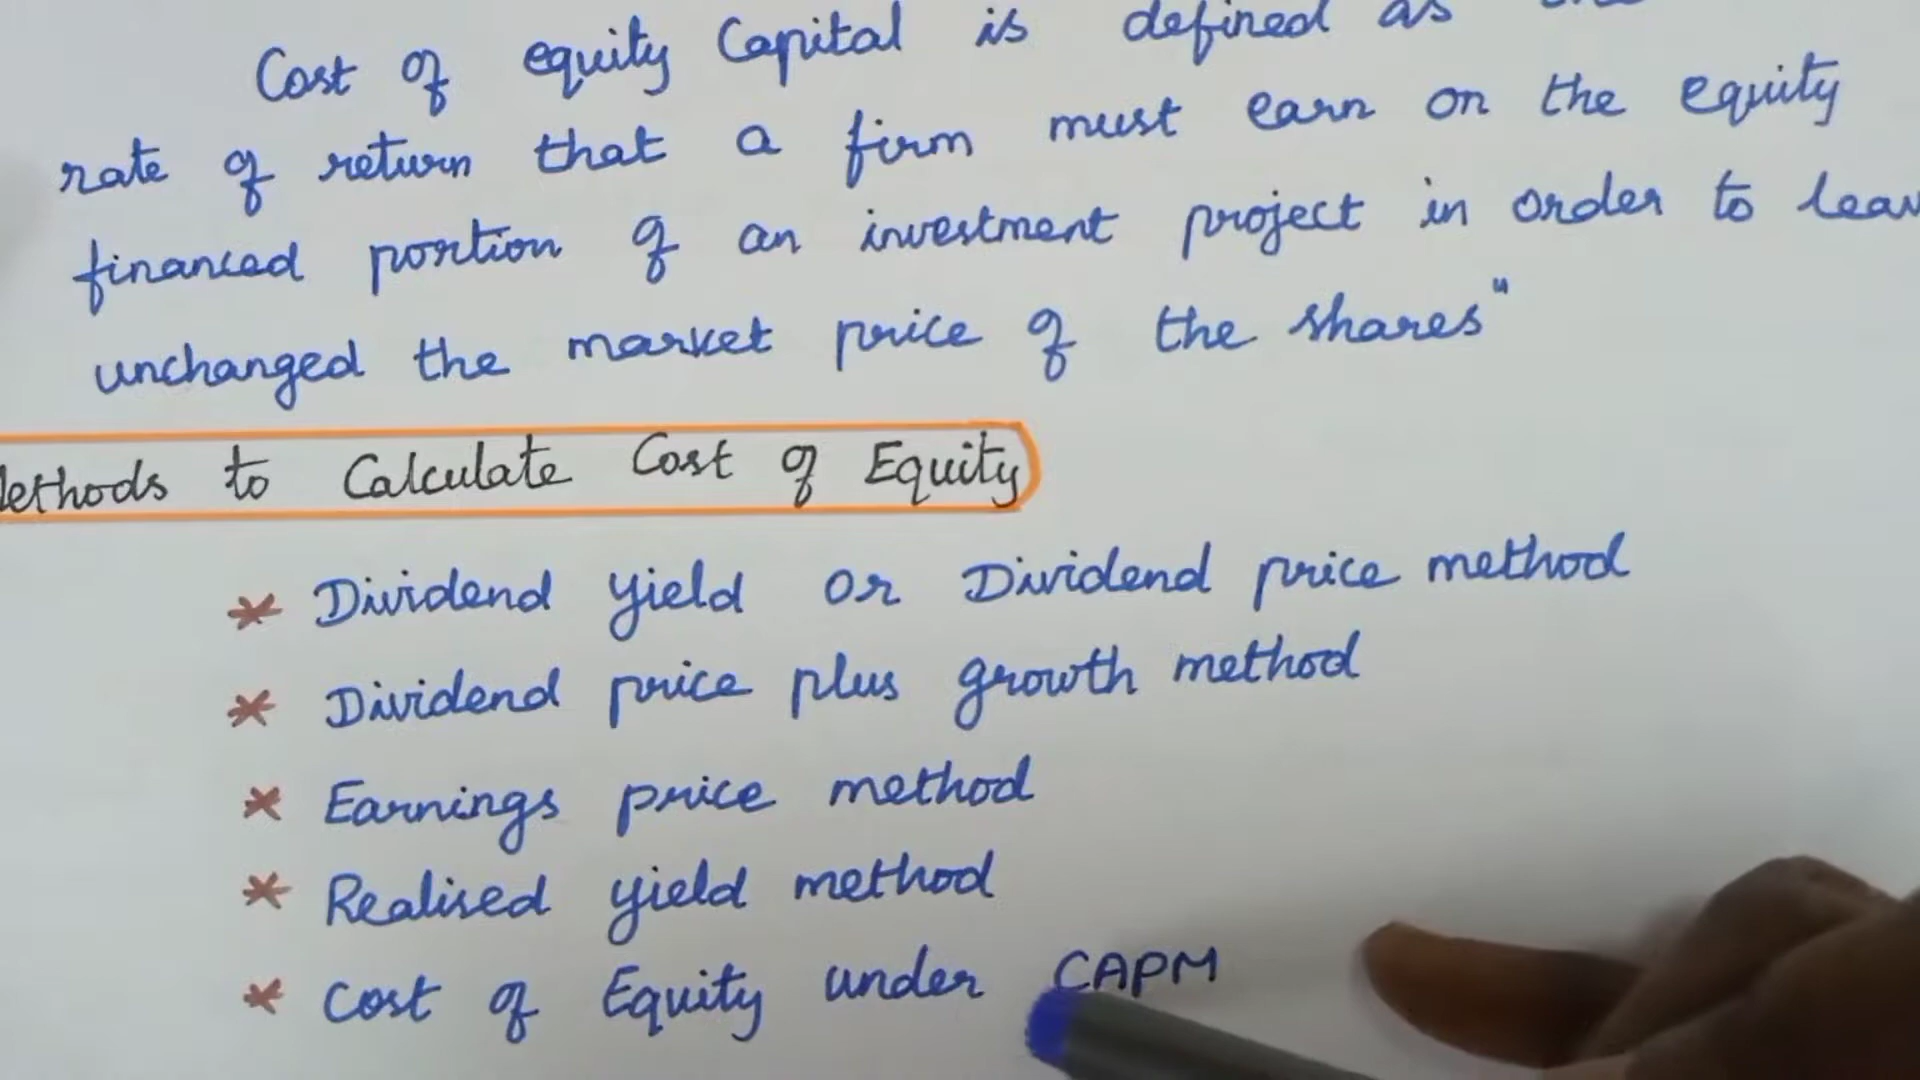 Cost of equity Capital is defined as
rate of return that a firm must earn on the equity
financed portion of an investment project in order to
unchanged the market price of the shares"
to Calculate Cost of Equity
* Dividend yield or Dividend price method
* Dividend price plus growth method
* Earnings price method
* Realised yield method
* Cost of Equity under CAPM